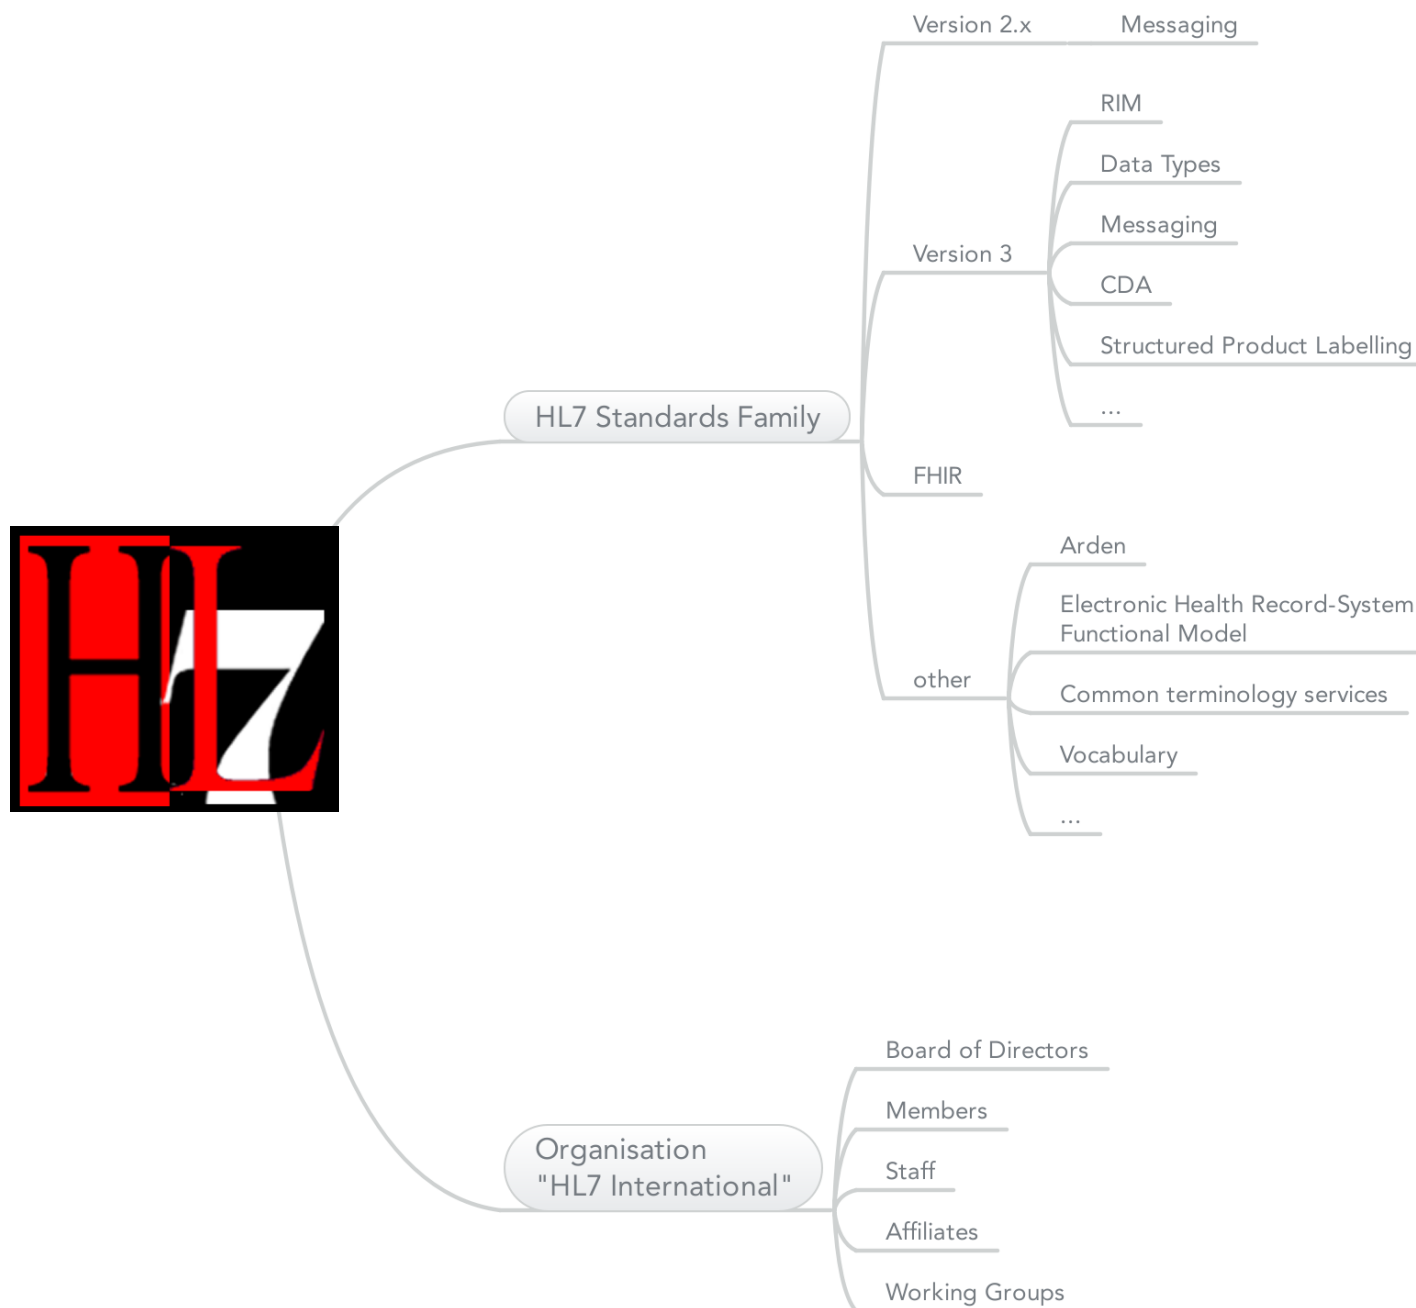 Version 2.x
Messaging
RIM
Data Types
Messaging
Version 3
CDA
Structured Product Labelling
...
HL7 Standards Family
FHIR
Arden
Electronic Health Record-System
Functional Model
other
Common terminology services
Vocabulary
...
HL7
Board of Directors
Members
Organisation
"HL7 International"
Staff
Affiliates
Working Groups